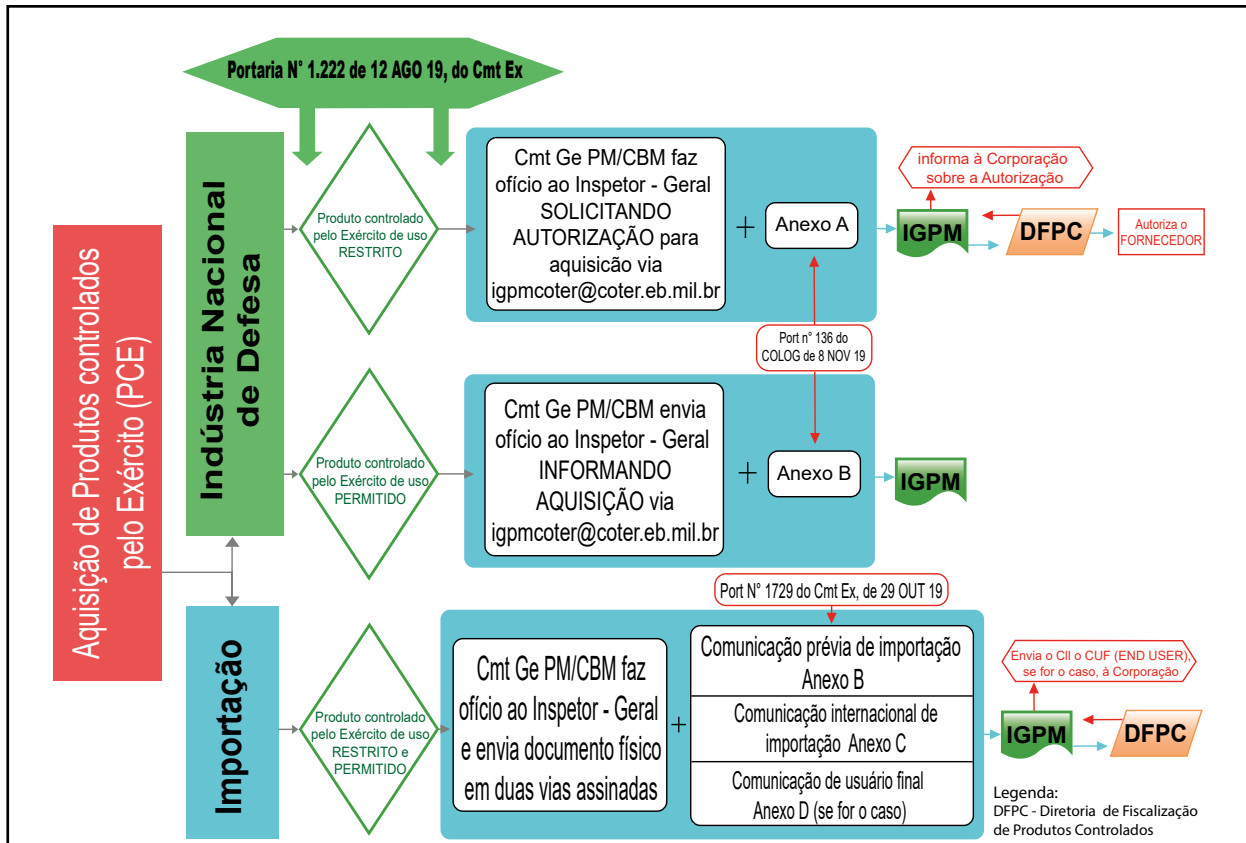 Portaria N° 1.222 de 12 AGO 19, do Cmt Ex
Aquisição de Produtos controlados
pelo Exército (PCE)
Indústria Nacional
de Defesa
Produto controlado
pelo Exército de uso
RESTRITO
Cmt Ge PM/CBM faz
ofício ao Inspetor - Geral
SOLICITANDO
AUTORIZAÇÃO para
aquisicão via
igpmcoter@coter.eb.mil.br
+
Anexo A
informa à Corporação
sobre a Autorização
IGPM
DFPC
Autoriza o
FORNECEDOR
Port n° 136 do
COLOG de 8 NOV 19
Produto controlado
pelo Exército de uso
PERMITIDO
Cmt Ge PM/CBM envia
ofício ao Inspetor - Geral
INFORMANDO
AQUISIÇÃO via
igpmcoter@coter.eb.mil.br
+
Anexo B
IGPM
Importação
Produto controlado
pelo Exército de uso
RESTRITO e
PERMITIDO
Cmt Ge PM/CBM faz
ofício ao Inspetor - Geral
e envia documento físico
em duas vias assinadas
+
Port N° 1729 do Cmt Ex, de 29 OUT 19
Comunicação prévia de importação
Anexo B
Comunicação internacional de
importação Anexo C
Comunicação de usuário final
Anexo D (se for o caso)
Envia o CII o CUF (END USER),
se for o caso, à Corporação
IGPM
DFPC
Legenda:
DFPC - Diretoria de Fiscalização
de Produtos Controlados